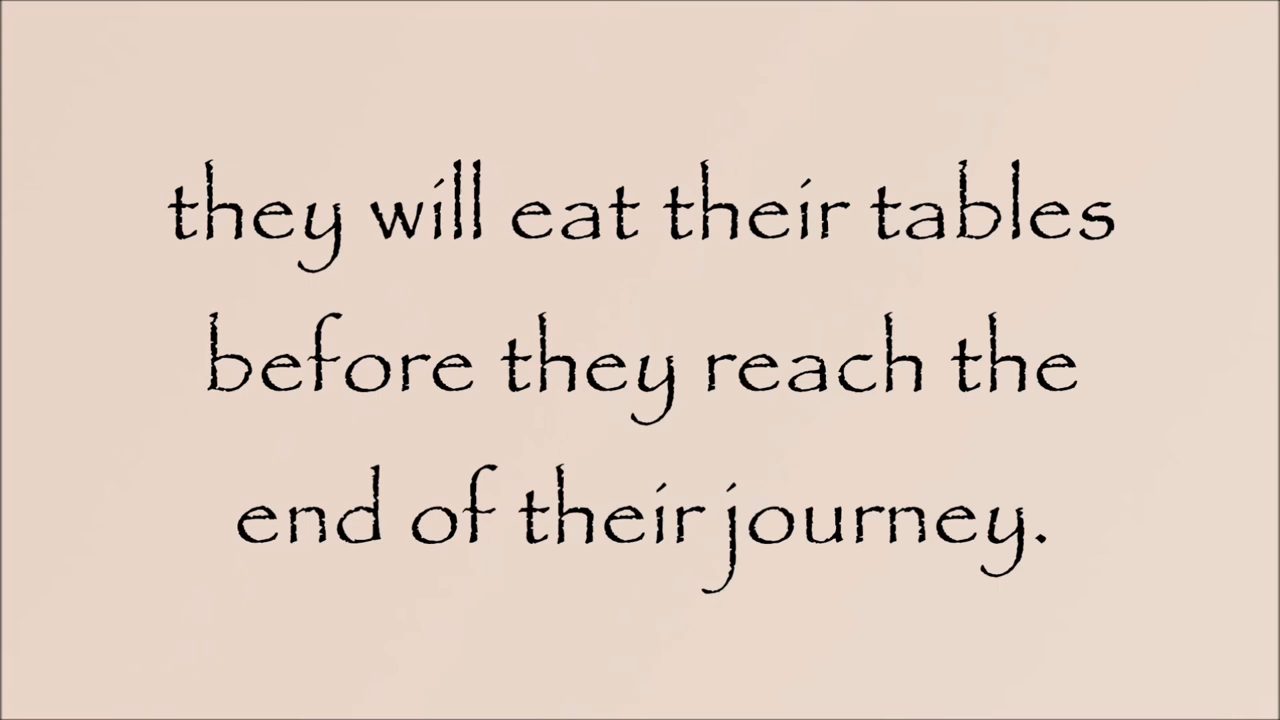 they will eat their tables
before they reach the
end of their journey.